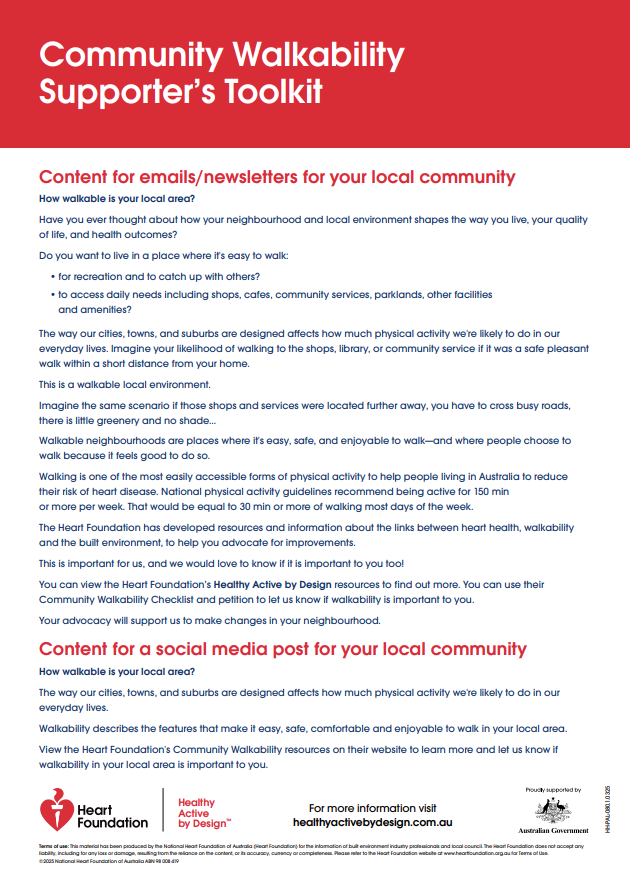 Community Walkability
Supporter's Toolkit
Content for emails/newsletters for your local community
How walkable is your local area?
Have you ever thought about how your neighbourhood and local environment shapes the way you live, your quality
of life, and health outcomes?
Do you want to live in a place where it's easy to walk:
• for recreation and to catch up with others?
• to access daily needs including shops, cafes, community services, parklands, other facilities
and amenities?
The way our cities, towns, and suburbs are designed affects how much physical activity we're likely to do in our
everyday lives. Imagine your likelihood of walking to the shops, library, or community service if it was a safe pleasant
walk within a short distance from your home.
This is a walkable local environment.
Imagine the same scenario if those shops and services were located further away, you have to cross busy roads,
there is little greenery and no shade...
Walkable neighbourhoods are places where it's easy, safe, and enjoyable to walk—and where people choose to
walk because it feels good to do so.
Walking is one of the most easily accessible forms of physical activity to help people living in Australia to reduce
their risk of heart disease. National physical activity guidelines recommend being active for 150 min
or more per week. That would be equal to 30 min or more of walking most days of the week.
The Heart Foundation has developed resources and information about the links between heart health, walkability
and the built environment, to help you advocate for improvements.
This is important for us, and we would love to know if it is important to you too!
You can view the Heart Foundation's Healthy Active by Design resources to find out more. You can use their
Community Walkability Checklist and petition to let us know if walkability is important to you.
Your advocacy will support us to make changes in your neighbourhood.
Content for a social media post for your local community
How walkable is your local area?
The way our cities, towns, and suburbs are designed affects how much physical activity we're likely to do in our
everyday lives.
Walkability describes the features that make it easy, safe, comfortable and enjoyable to walk in your local area.
View the Heart Foundation's Community Walkability resources on their website to learn more and let us know if
walkability in your local area is important to you.
Heart
Foundation
Healthy
Active
by Design™
For more information visit
healthyactivebydesign.com.au
Proudly supported by
Australian Government
HHPAL-080.1.0325
Terms of use: This material has been produced by the National Heart Foundation of Australia (Heart Foundation) for the information of built environment industry professionals and local council. The Heart Foundation does not accept any
liability, including for any loss or damage, resulting from the reliance on the content, or its accuracy, currency or completeness. Please refer to the Heart Foundation website at www.heartfoundation.org.au for Terms of Use.
©2025 National Heart Foundation of Australia ABN 98 008 419